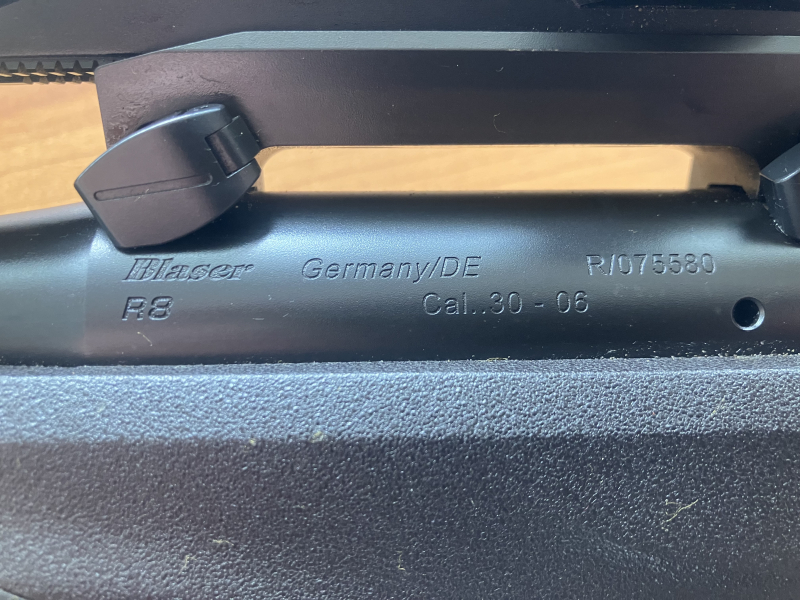 Blaser Germany/DE R/075580
R8 Cal..30 - 06